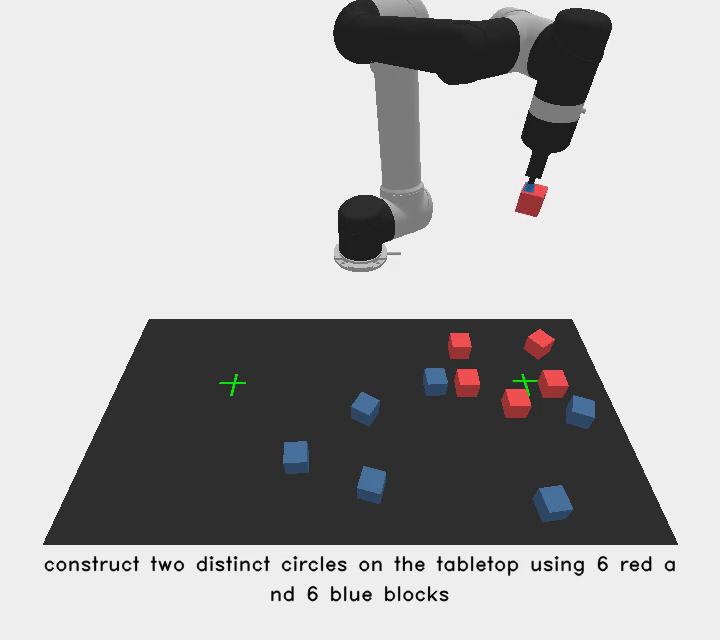 construct two distinct circles on the tabletop using 6 red a
nd 6 blue blocks